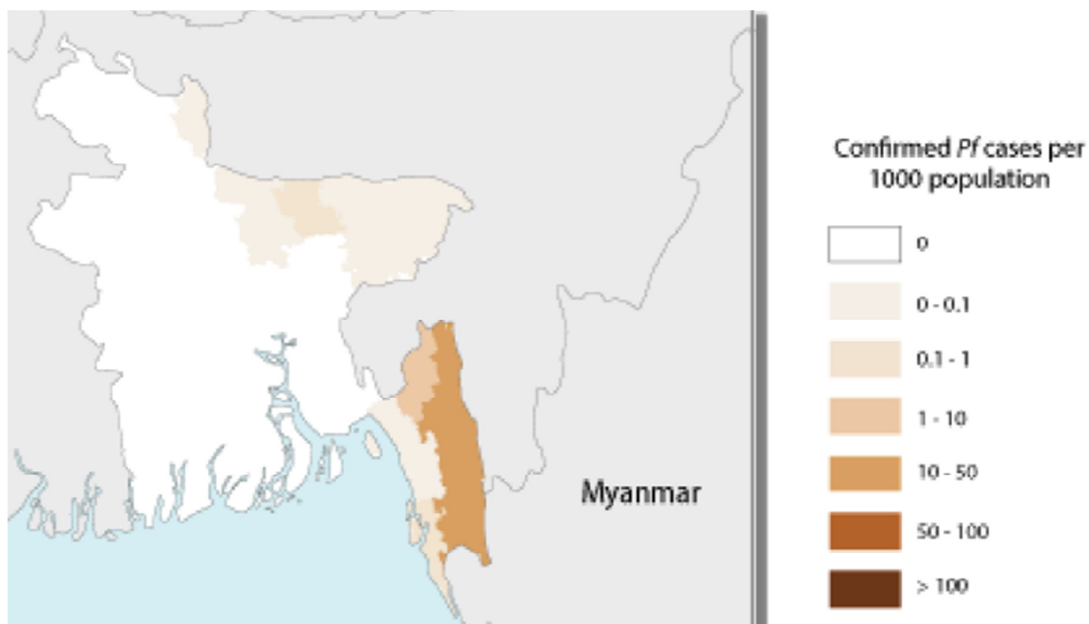 Confirmed Pf cases per
1000 population
0
0 - 0.1
0.1 - 1
1 - 10
10 - 50
50 - 100
> 100
Myanmar